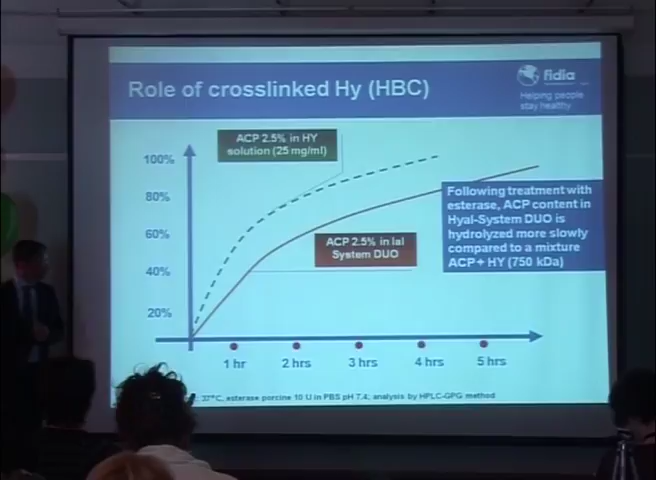 Role of crosslinked Hy (HBC)
fidia
Helping people
stay healthy
ACP 2.5% in HY
solution (25 mg/ml)
100%
80%
60%
40%
20%
Following treatment with
esterase, ACP content in
Hyal-System DUO is
hydrolyzed more slowly
compared to a mixture
ACP+ HY (750 kDa)
ACP 2.5% in Ial
System DUO
1 hr
2 hrs
3 hrs
4 hrs
5 hrs
37°C, esterase porcine 10 U in PBS pH 7.4; analysis by HPLC-GPG method